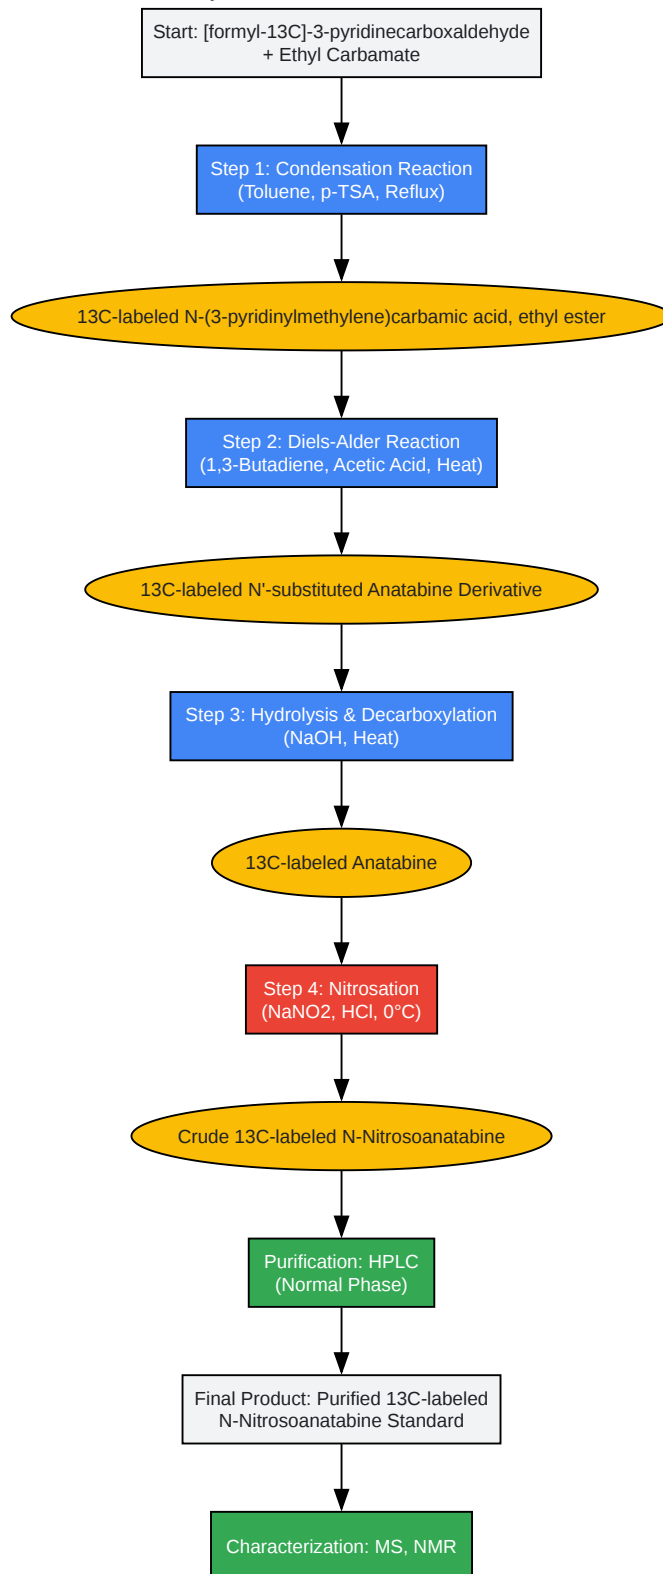 Start: [formyl-13C]-3-pyridinecarboxaldehyde
+ Ethyl Carbamate
Step 1: Condensation Reaction
(Toluene, p-TSA, Reflux)
13C-labeled N-(3-pyridinylmethylene)carbamic acid, ethyl ester
Step 2: Diels-Alder Reaction
(1,3-Butadiene, Acetic Acid, Heat)
13C-labeled N'-substituted Anatabine Derivative
Step 3: Hydrolysis & Decarboxylation
(NaOH, Heat)
13C-labeled Anatabine
Step 4: Nitrosation
(NaNO2, HCl, 0°C)
Crude 13C-labeled N-Nitrosoanatabine
Purification: HPLC
(Normal Phase)
Final Product: Purified 13C-labeled
N-Nitrosoanatabine Standard
Characterization: MS, NMR